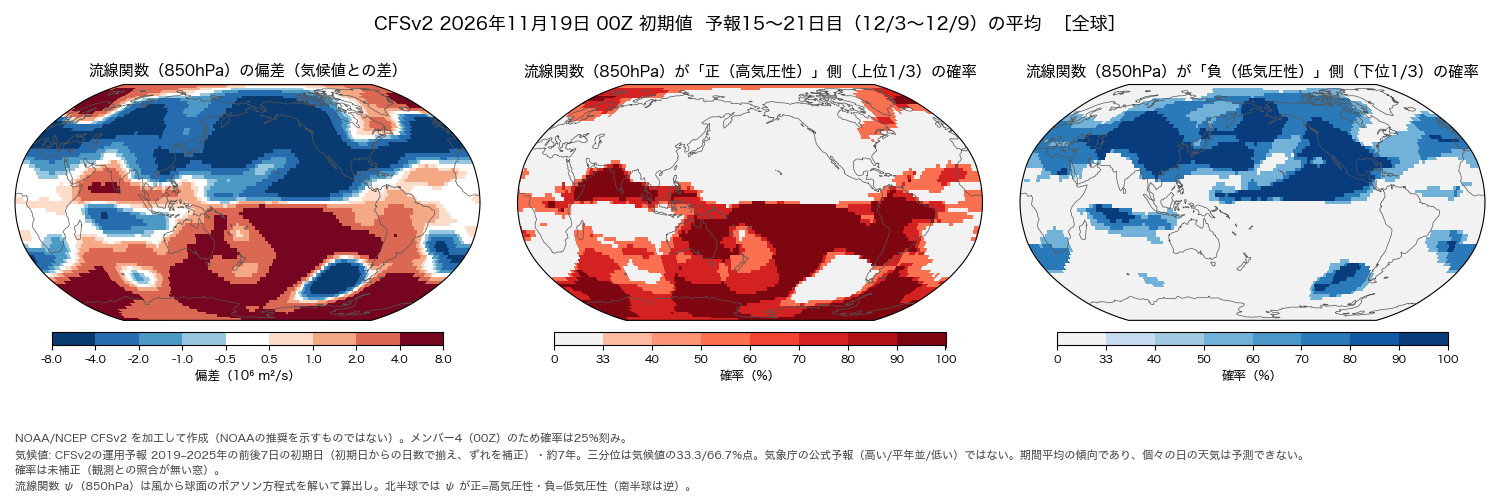 CFSv2 2026年11月19日 00Z 初期値 予報15～21日目（12/3～12/9）の平均 ［全球］
流線関数（850hPa）の偏差（気候値との差）
流線関数（850hPa）が「正（高気圧性）」側（上位1/3）の確率
流線関数（850hPa）が「負（低気圧性）」側（下位1/3）の確率
-8.0 -4.0 -2.0 -1.0 -0.5 0.5 1.0 2.0 4.0 8.0
偏差（10⁶ m²/s）
0 33 40 50 60 70 80 90 100
確率（%）
0 33 40 50 60 70 80 90 100
確率（%）
NOAA/NCEP CFSv2 を加工して作成（NOAAの推奨を示すものではない）。メンバー4（00Z）のため確率は25%刻み。
気候値: CFSv2の運用予報 2019–2025年の前後7日の初期日（初期日からの日数で揃え、ずれを補正）・約7年。三分位は気候値の33.3/66.7%点。気象庁の公式予報（高い/平年並/低い）ではない。期間平均の傾向であり、個々の日の天気は予測できない。
確率は未補正（観測との照合が無い窓）。
流線関数 ψ（850hPa）は風から球面のポアソン方程式を解いて算出し。北半球では ψ が正=高気圧性・負=低気圧性（南半球は逆）。